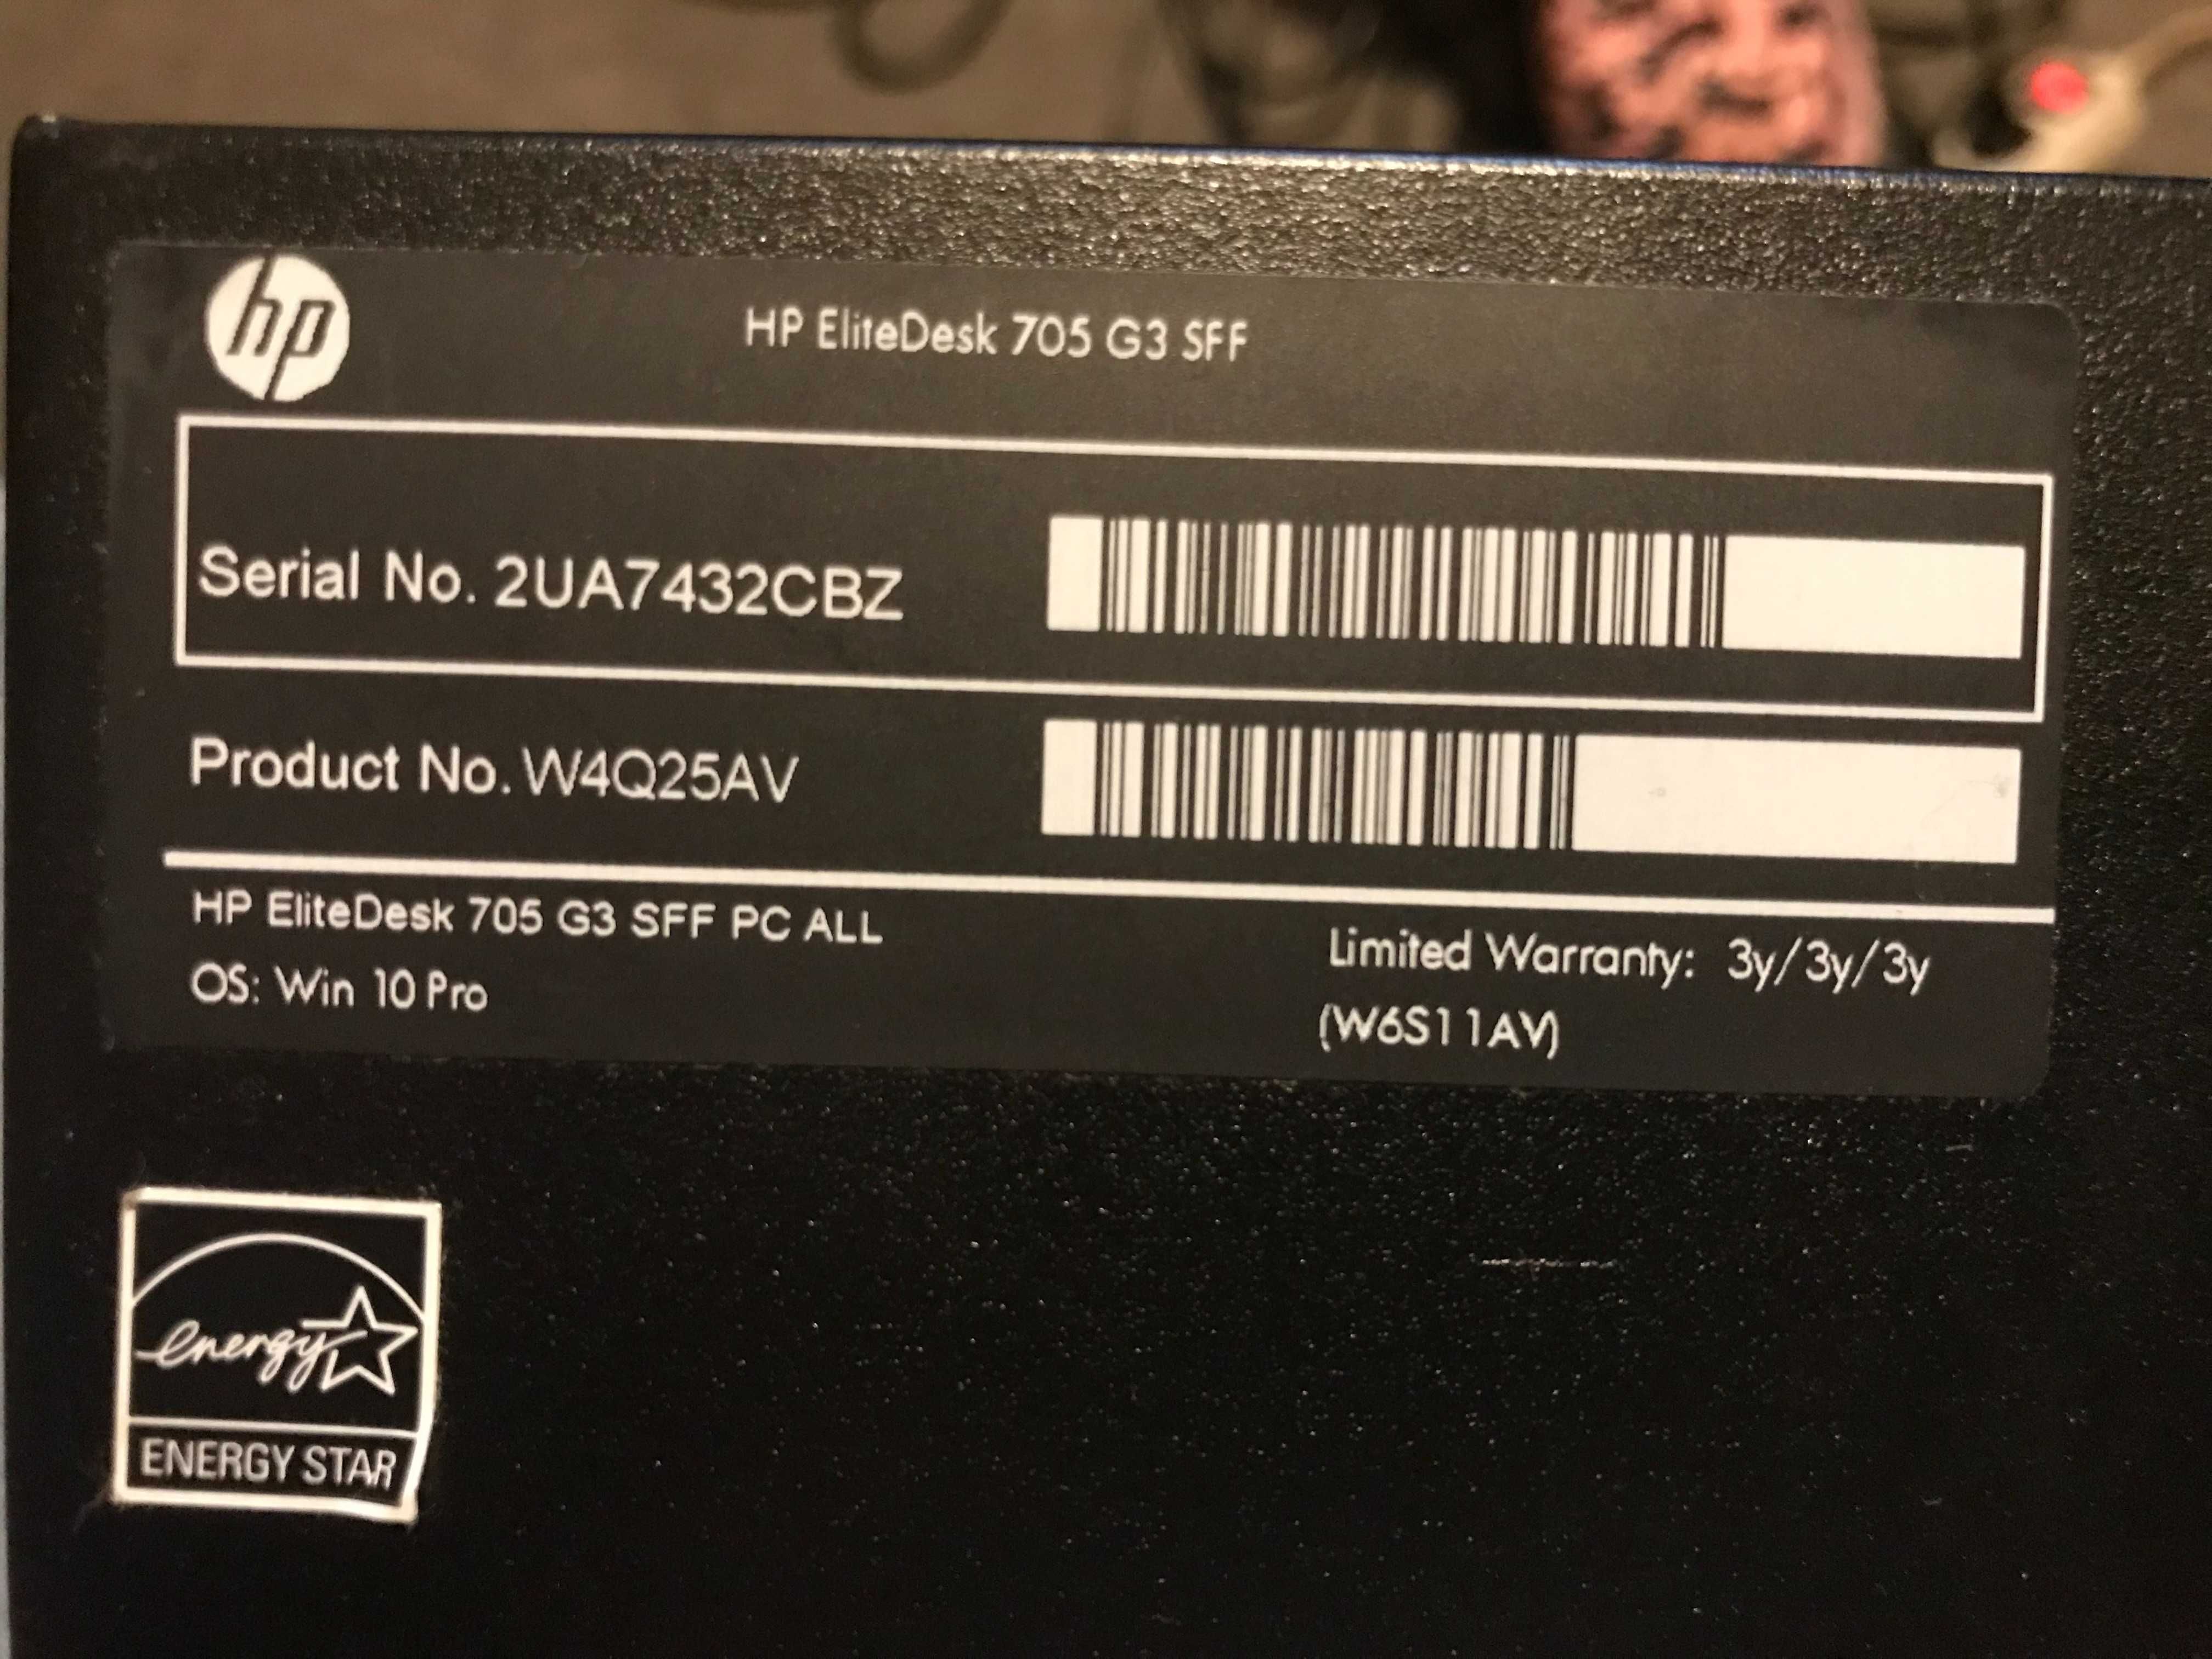 hp
HP EliteDesk 705 G3 SFF
Serial No. 2UA7432CBZ
Product No. W4Q25AV
HP EliteDesk 705 G3 SFF PC ALL
OS: Win 10 Pro
Limited Warranty: 3y/3y/3y
(W6S11AV)
energy
ENERGY STAR